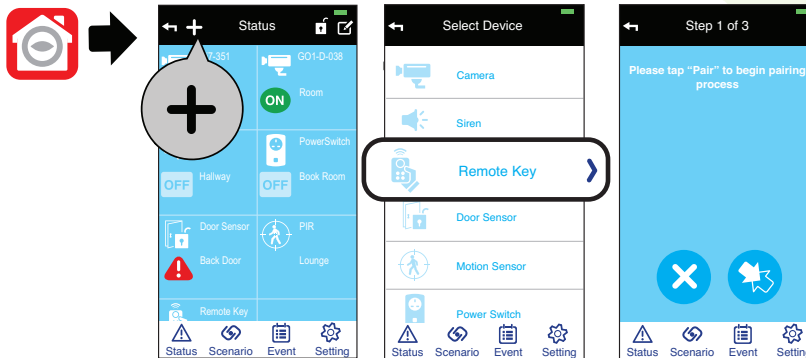 Status
7-351
GO1-D-038
ON
Room
PowerSwitch
OFF
Hallway
OFF
Book Room
Door Sensor
PIR
Back Door
Lounge
Remote Key
Status
Scenario
Event
Setting
Select Device
Camera
Siren
Remote Key
Door Sensor
Motion Sensor
Power Switch
Status
Scenario
Event
Setting
Step 1 of 3
Please tap “Pair” to begin pairing
process
Status
Scenario
Event
Settin